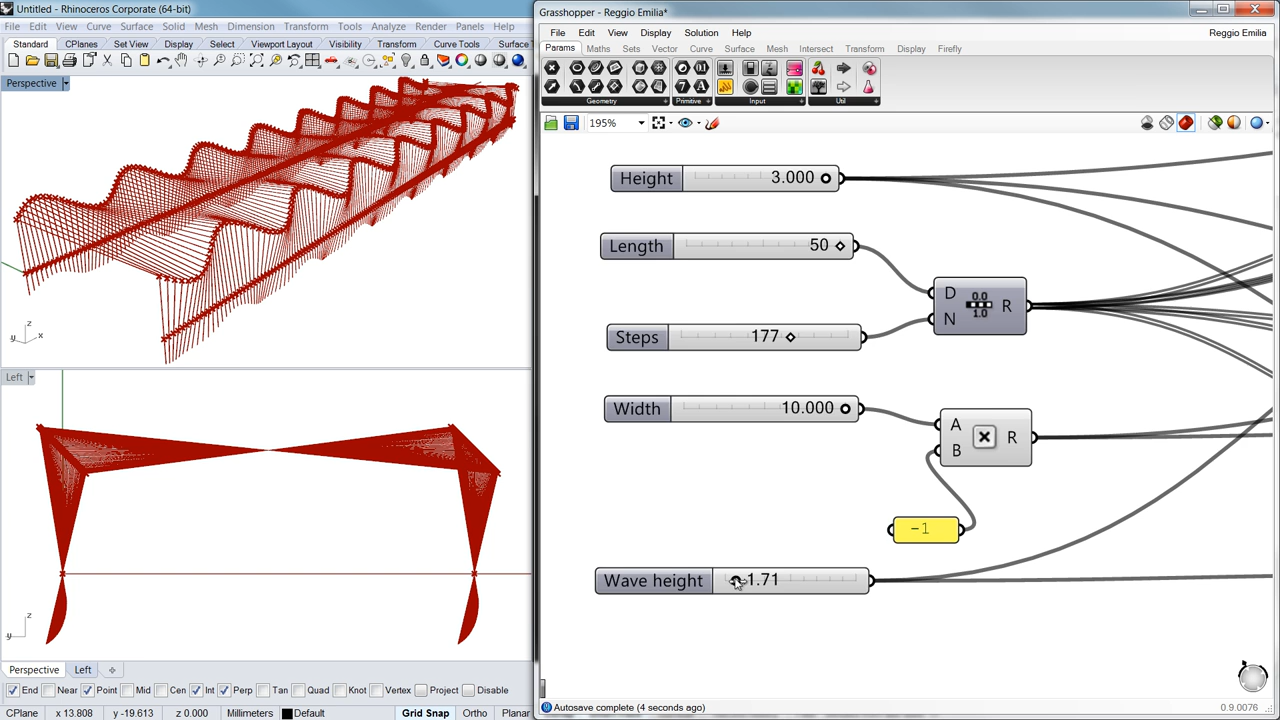 Untitled - Rhinoceros Corporate (64-bit)
File Edit View Curve Surface Solid Mesh Dimension Transform Tools Analyze Render Panels Help
Standard CPlanes Set View Display Select Viewport Layout Visibility Transform Curve Tools Surface T
Perspective
z
y x
Left
z
y
Perspective Left
End Near Point Mid Cen Int Perp Tan Quad Knot Vertex Project Disable
CPlane x 13.808 y -19.613 z 0.000 Millimeters Default Grid Snap Ortho Planar
Grasshopper - Reggio Emilia*
File Edit View Display Solution Help Reggio Emilia
Params Maths Sets Vector Curve Surface Mesh Intersect Transform Display Firefly
Geometry Primitive Input Util
195%
Height 3.000
Length 50
Steps 177
D N 0.0 1.0 R
Width 10.000
A B R
-1
Wave height -1.71
Autosave complete (4 seconds ago) 0.9.0076